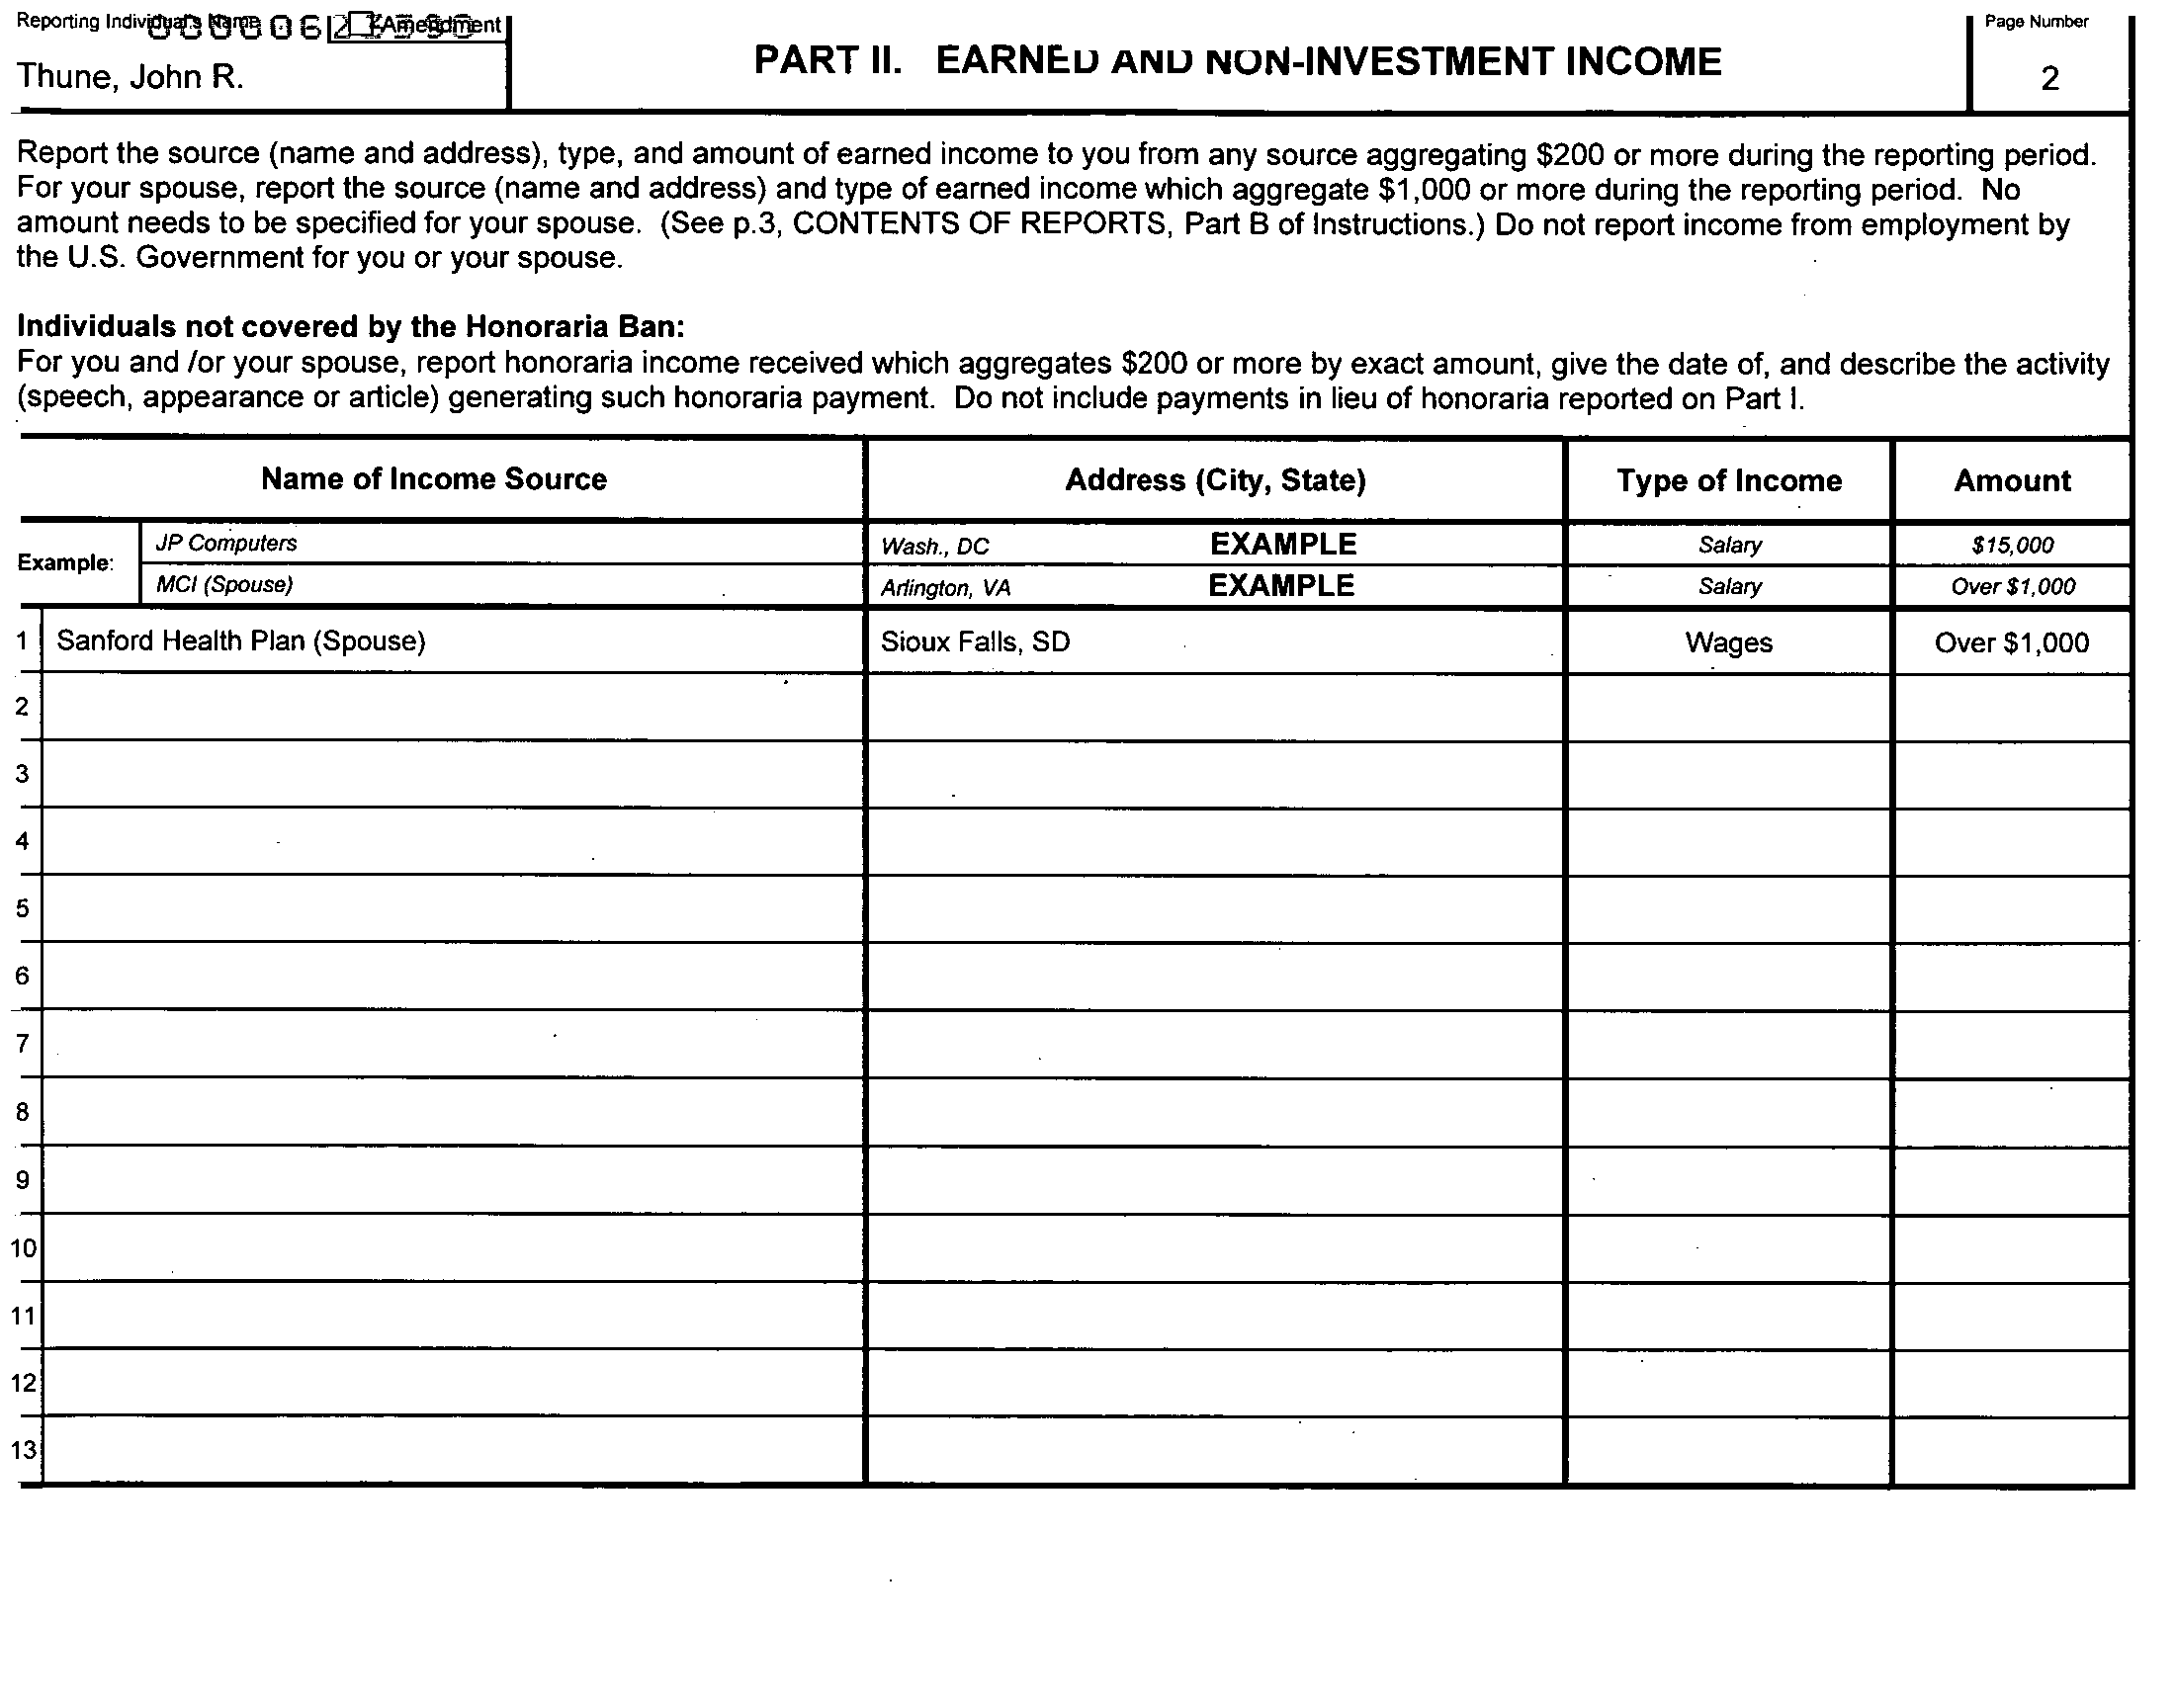 Reporting Individual's Name
Amendment
Thune, John R.
PART II. EARNED AND NON-INVESTMENT INCOME
Page Number
2
Report the source (name and address), type, and amount of earned income to you from any source aggregating $200 or more during the reporting period.
For your spouse, report the source (name and address) and type of earned income which aggregate $1,000 or more during the reporting period. No
amount needs to be specified for your spouse. (See p.3, CONTENTS OF REPORTS, Part B of Instructions.) Do not report income from employment by
the U.S. Government for you or your spouse.
Individuals not covered by the Honoraria Ban:
For you and /or your spouse, report honoraria income received which aggregates $200 or more by exact amount, give the date of, and describe the activity
(speech, appearance or article) generating such honoraria payment. Do not include payments in lieu of honoraria reported on Part I.
Name of Income Source Address (City, State) Type of Income Amount
Example:
JP Computers Wash., DC EXAMPLE Salary $15,000
MCI (Spouse) Arlington, VA EXAMPLE Salary Over $1,000
1 Sanford Health Plan (Spouse) Sioux Falls, SD Wages Over $1,000
2
3
4
5
6
7
8
9
10
11
12
13